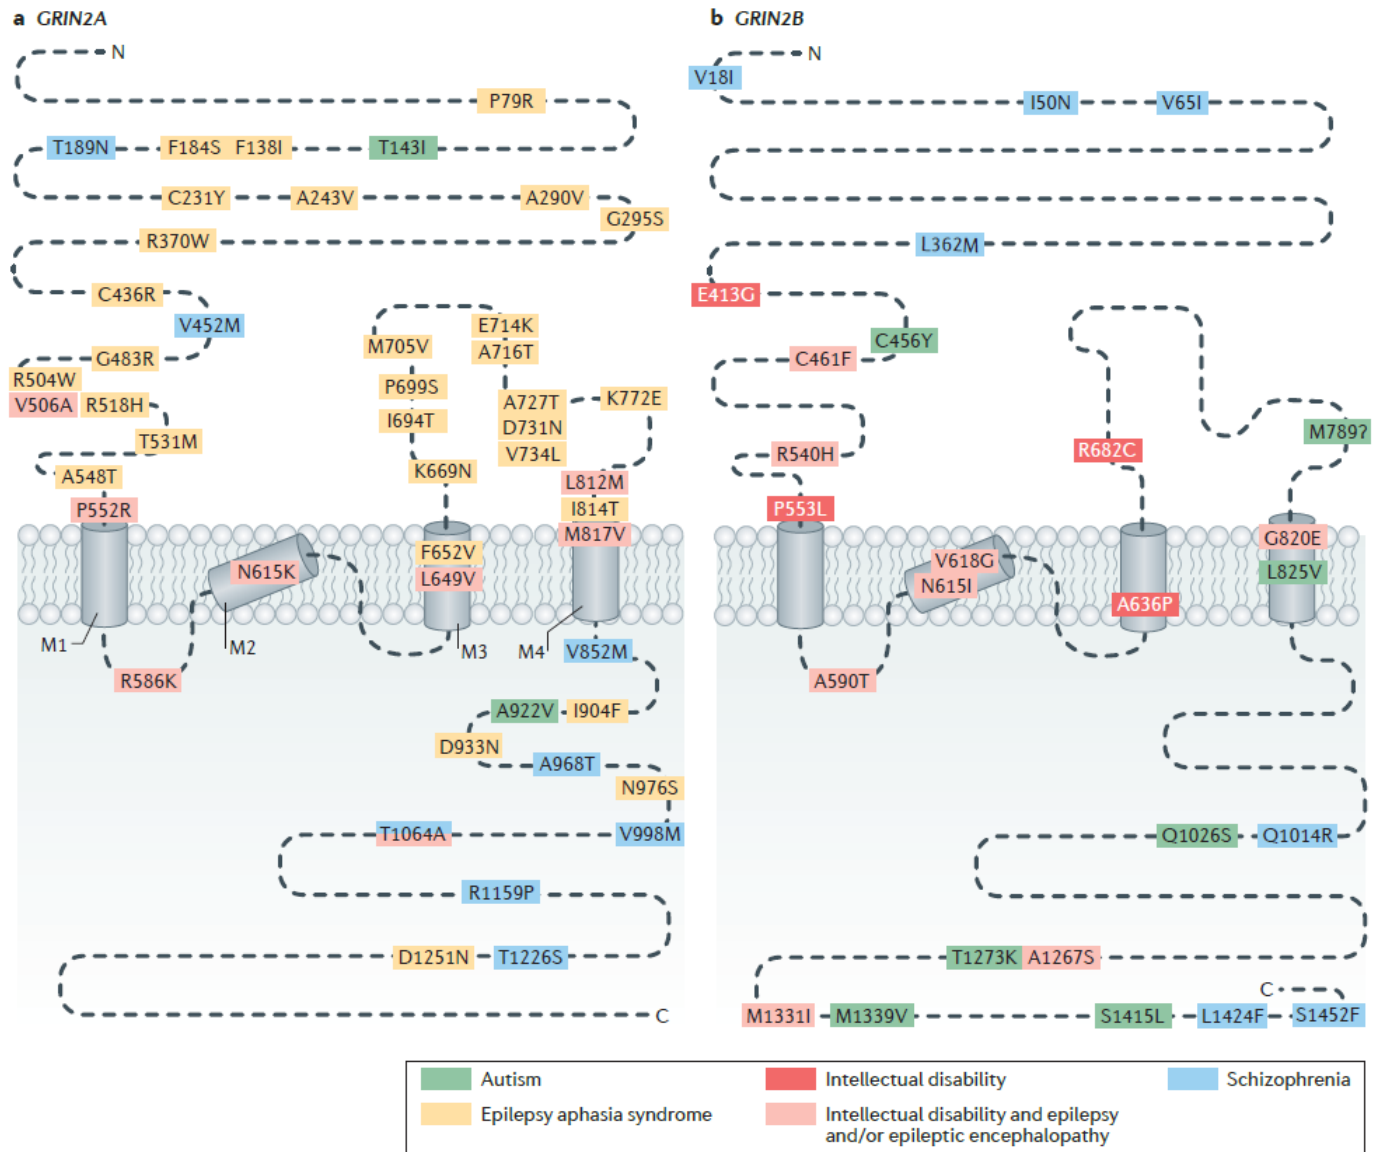 a GRIN2A
N
P79R
T189N F184S F138I T143I
C231Y A243V A290V
G295S
R370W
C436R
V452M
G483R
R504W
V506A R518H
T531M
A548T
P552R
N615K
M1
M2
R586K
M705V
P699S
I694T
K669N
F652V
L649V
M3
E714K
A716T
A727T
D731N
V734L
K772E
L812M
I814T
M817V
M4
V852M
A922V I904F
D933N
A968T
N976S
T1064A V998M
R1159P
D1251N T1226S
C
b GRIN2B
N
V18I
I50N V65I
L362M
E413G
C456Y
C461F
R540H
P553L
V618G
N615I
A590T
R682C
A636P
M789?
G820E
L825V
Q1026S Q1014R
T1273K A1267S
C
M1331I M1339V S1415L L1424F S1452F
Autism
Epilepsy aphasia syndrome
Intellectual disability
Intellectual disability and epilepsy
and/or epileptic encephalopathy
Schizophrenia